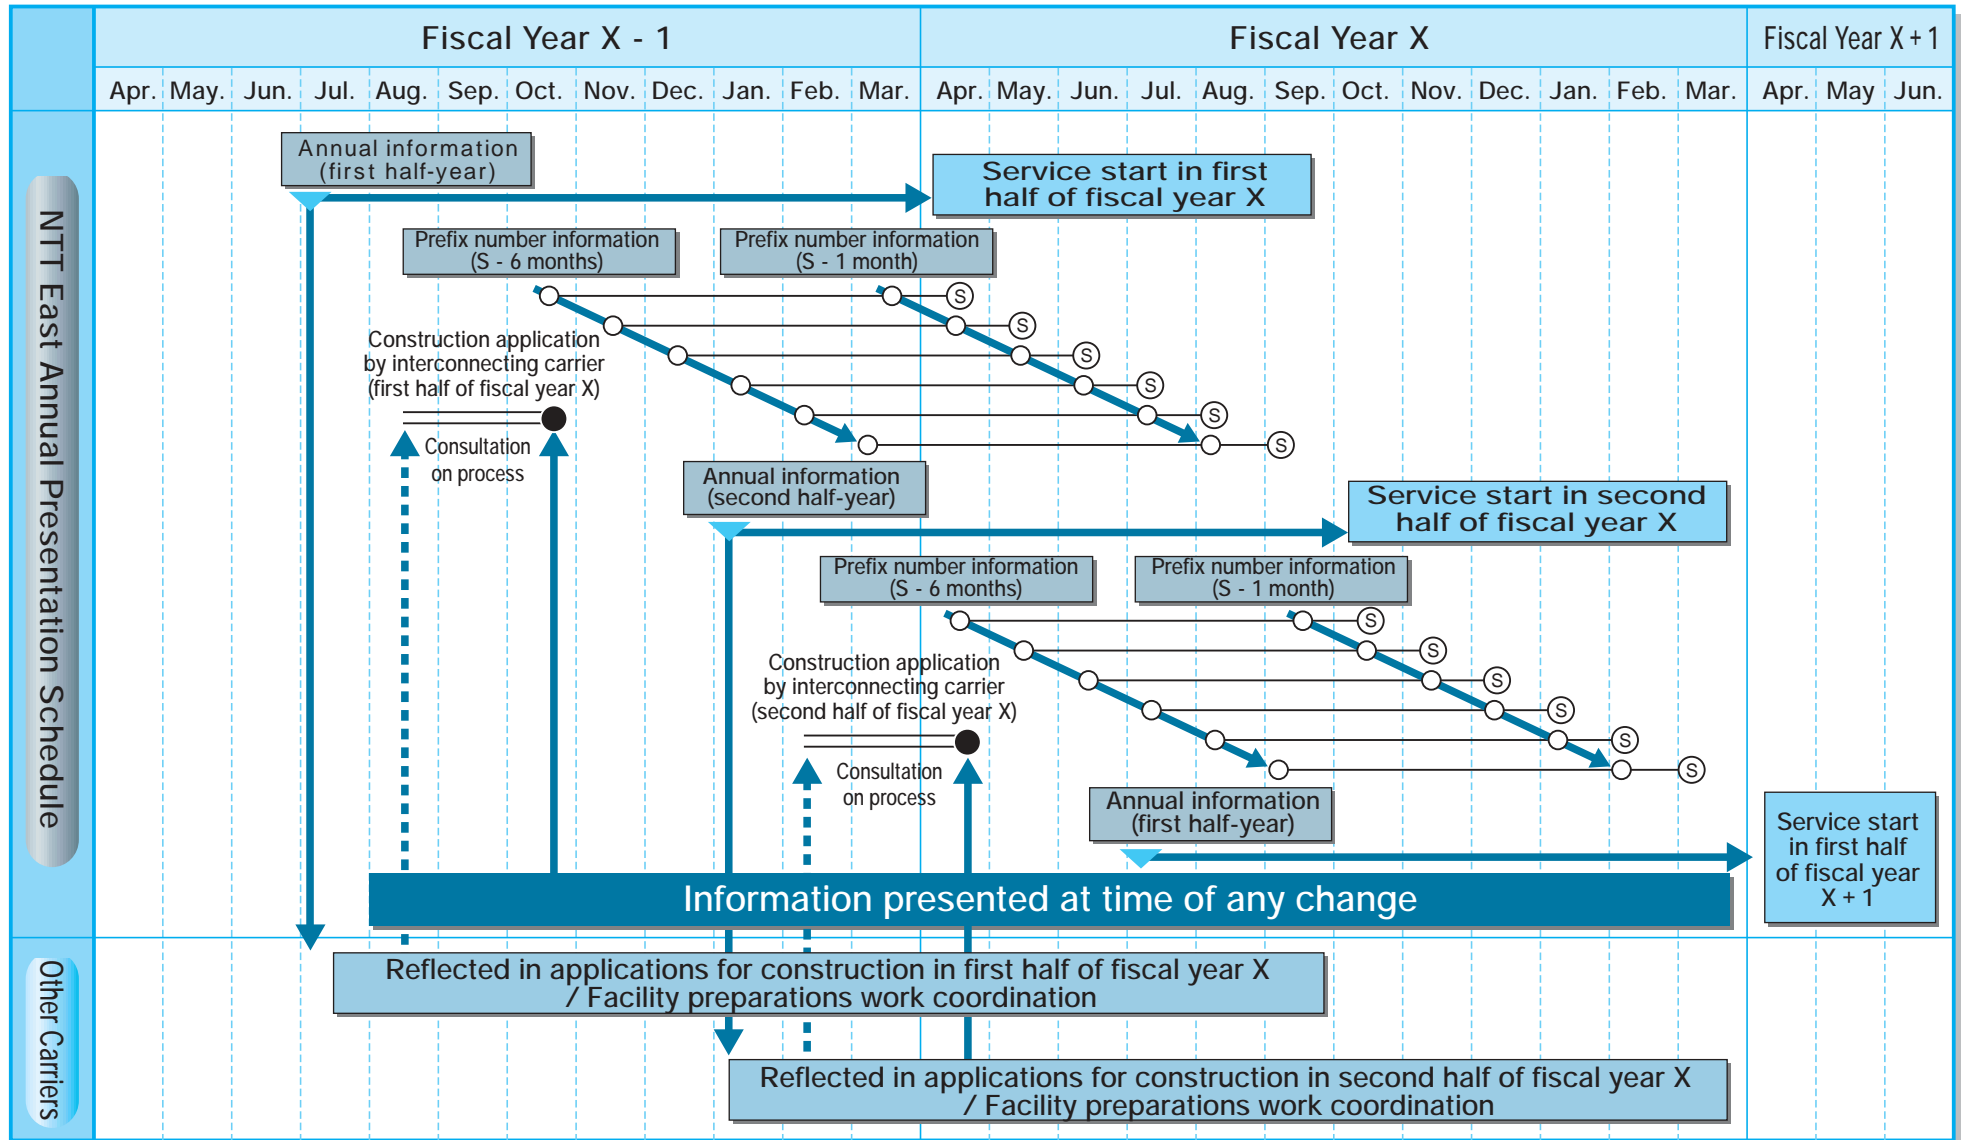 Fiscal Year X - 1
Fiscal Year X
Fiscal Year X + 1
Apr. May. Jun. Jul. Aug. Sep. Oct. Nov. Dec. Jan. Feb. Mar. Apr. May. Jun. Jul. Aug. Sep. Oct. Nov. Dec. Jan. Feb. Mar. Apr. May Jun.
NTT East Annual Presentation Schedule
Annual information
(first half-year)
Service start in first
half of fiscal year X
Prefix number information
(S - 6 months)
Prefix number information
(S - 1 month)
S
S
S
S
S
S
Construction application
by interconnecting carrier
(first half of fiscal year X)
Consultation
on process
Annual information
(second half-year)
Service start in second
half of fiscal year X
Prefix number information
(S - 6 months)
Prefix number information
(S - 1 month)
S
S
S
S
S
S
Construction application
by interconnecting carrier
(second half of fiscal year X)
Consultation
on process
Annual information
(first half-year)
Service start
in first half
of fiscal year
X + 1
Information presented at time of any change
Other Carriers
Reflected in applications for construction in first half of fiscal year X
/ Facility preparations work coordination
Reflected in applications for construction in second half of fiscal year X
/ Facility preparations work coordination